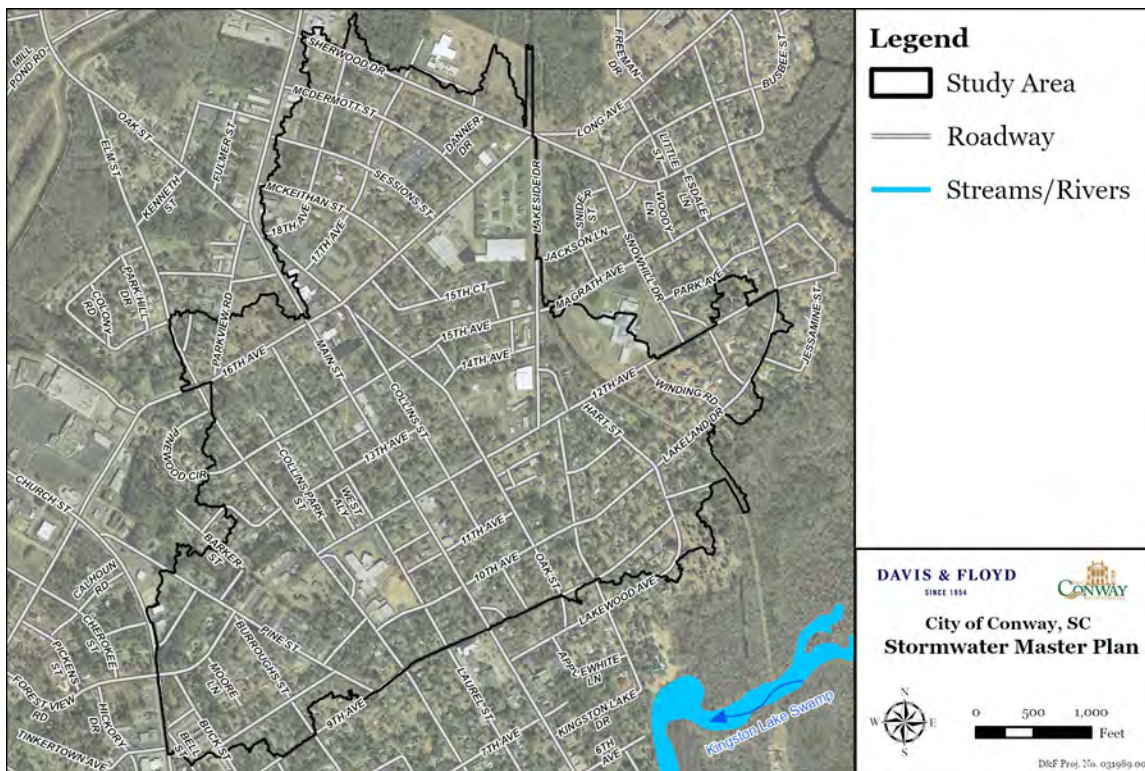 MILL
POND RD
OAK ST
ELM ST
KENNETH
ST
FULMER ST
SHERWOOD DR
MCDERMOTT ST
DANNER
DR
SESSIONS ST
MCKEITHAN ST
18TH AVE
17TH AVE
FREEMAN
DR
LONG AVE
BUSBEE ST
LITTLE
ST
ESDALE
LN
WOODY
LN
SNIDER
ST
LAKESIDE DR
JACKSON LN
SNOWHILL DR
MAGRATH AVE
PARK AVE
JESSAMINE ST
PARK HILL
DR
COLONY
RD
PARKVIEW RD
16TH AVE
MAIN ST
15TH CT
15TH AVE
14TH AVE
COLLINS ST
12TH AVE
WINDING RD
HART ST
LAKELAND DR
PINEWOOD CIR
13TH AVE
COLLINS PARK
ST
WEST
ALY
11TH AVE
10TH AVE
OAK ST
LAKEWOOD AVE
CHURCH ST
BARKER
ST
CALHOUN
RD
CHEROKEE
ST
PICKENS
ST
FOREST VIEW
RD
HICKORY
DR
TINKERTOWN AVE
MOORE
LN
BURROUGHS ST
PINE ST
BUCK ST
BELL
ST
9TH AVE
LAUREL ST
7TH AVE
APPLEWHITE
LN
KINGSTON LAKE
DR
6TH
AVE
Kingston Lake Swamp
Legend
Study Area
Roadway
Streams/Rivers
DAVIS & FLOYD
SINCE 1954
CONWAY
City of Conway, SC
Stormwater Master Plan
N
W
E
S
0 500 1,000
Feet
D&F Proj. No. 031989.00